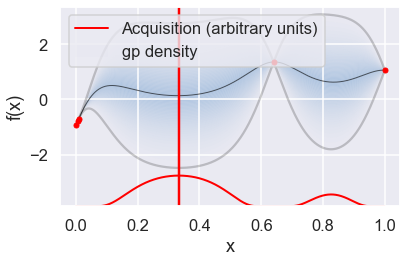 Acquisition (arbitrary units)
gp density
2
0
−2
f(x)
0.0 0.2 0.4 0.6 0.8 1.0
x